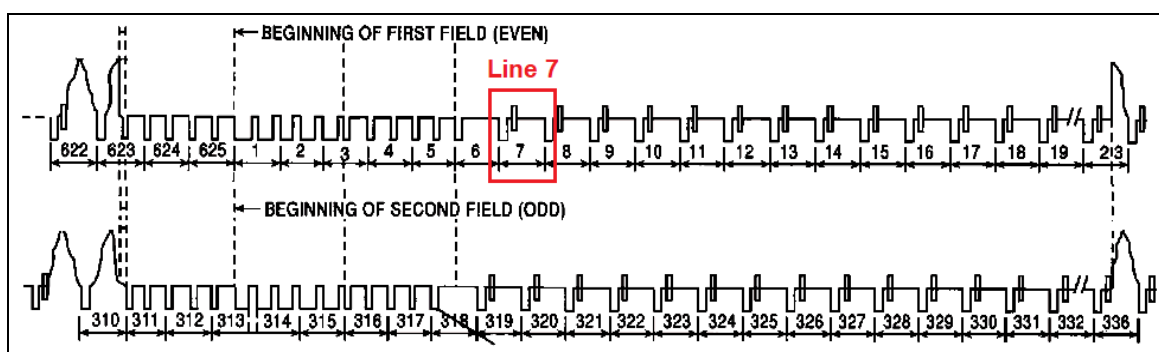 BEGINNING OF FIRST FIELD (EVEN)
Line 7
622 623 624 625 1 2 3 4 5 6 7 8 9 10 11 12 13 14 15 16 17 18 19 23
BEGINNING OF SECOND FIELD (ODD)
310 311 312 313 314 315 316 317 318 319 320 321 322 323 324 325 326 327 328 329 330 331 332 336